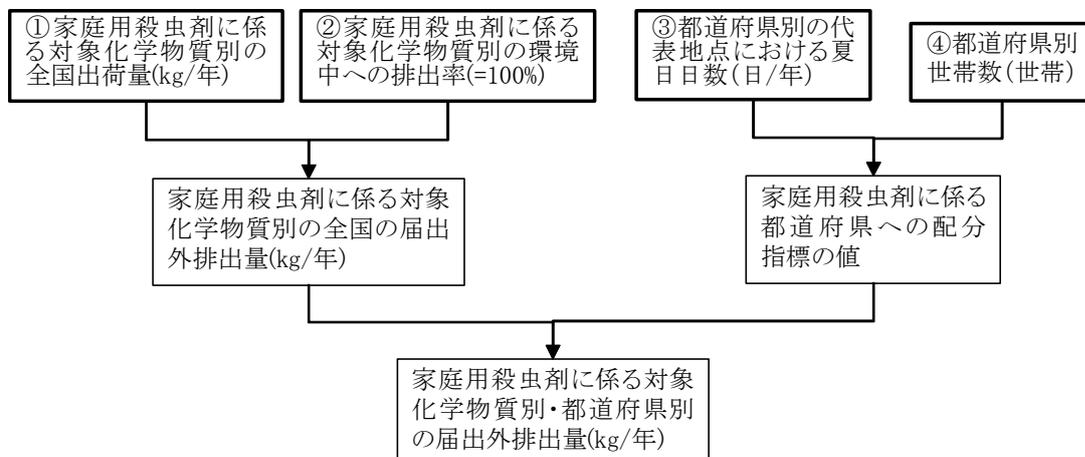 ①家庭用殺虫剤に係
る対象化学物質別の
全国出荷量(kg/年)
②家庭用殺虫剤に係る
対象化学物質別の環境
中への排出率(=100%)
③都道府県別の代
表地点における夏
日日数(日/年)
④都道府県別
世帯数(世帯)
家庭用殺虫剤に係る対象
化学物質別の全国の届出
外排出量(kg/年)
家庭用殺虫剤に係る
都道府県への配分
指標の値
家庭用殺虫剤に係る対象
化学物質別・都道府県別
の届出外排出量(kg/年)